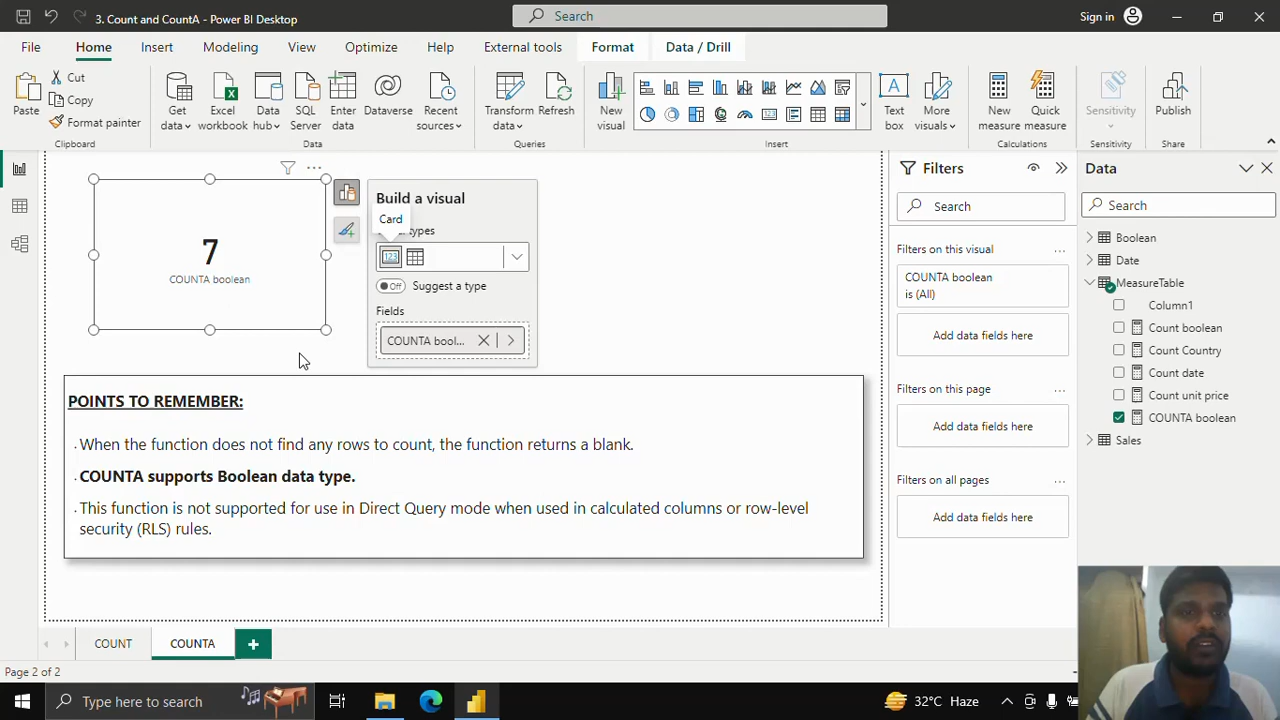 3. Count and CountA - Power BI Desktop
Search
Sign in
File
Home
Insert
Modeling
View
Optimize
Help
External tools
Format
Data / Drill
Paste
Cut
Copy
Format painter
Clipboard
Get data
Excel workbook
Data hub
SQL Server
Enter data
Dataverse
Recent sources
Data
Transform data
Refresh
Queries
New visual
Text box
More visuals
Insert
New measure
Quick measure
Calculations
Sensitivity
Sensitivity
Publish
Share
7
COUNTA boolean
Build a visual
Card
types
123
Suggest a type
Off
Fields
COUNTA bool...
POINTS TO REMEMBER:
· When the function does not find any rows to count, the function returns a blank.
· COUNTA supports Boolean data type.
· This function is not supported for use in Direct Query mode when used in calculated columns or row-level
security (RLS) rules.
Filters
Search
Filters on this visual
COUNTA boolean
is (All)
Add data fields here
Filters on this page
Add data fields here
Filters on all pages
Add data fields here
Data
Search
Boolean
Date
MeasureTable
Column1
Count boolean
Count Country
Count date
Count unit price
COUNTA boolean
Sales
COUNT
COUNTA
Page 2 of 2
Type here to search
32°C Haze